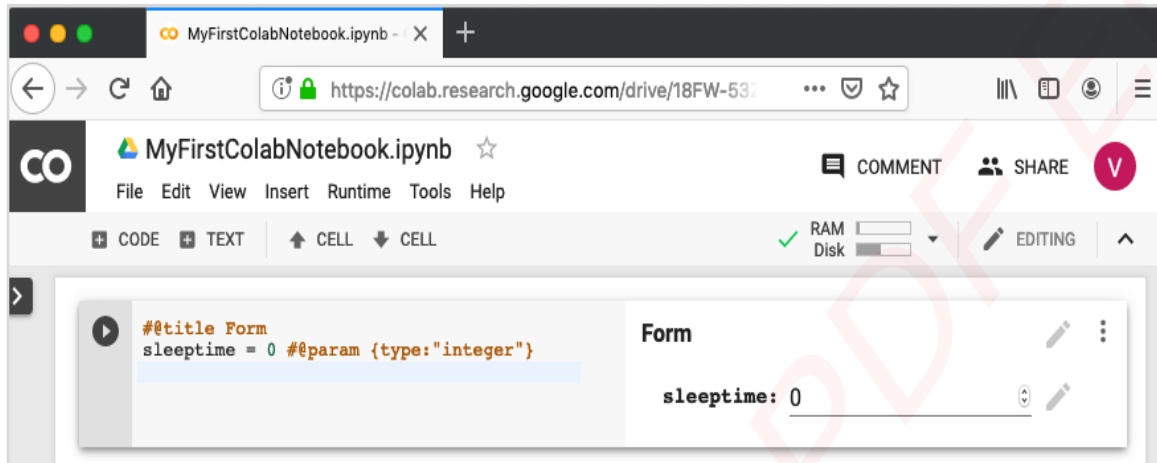 MyFirstColabNotebook.ipynb -
https://colab.research.google.com/drive/18FW-53
CO MyFirstColabNotebook.ipynb
COMMENT SHARE V
File Edit View Insert Runtime Tools Help
CODE TEXT CELL CELL RAM Disk EDITING
#@title Form
sleeptime = 0 #@param {type:"integer"}
Form
sleeptime: 0
PDF